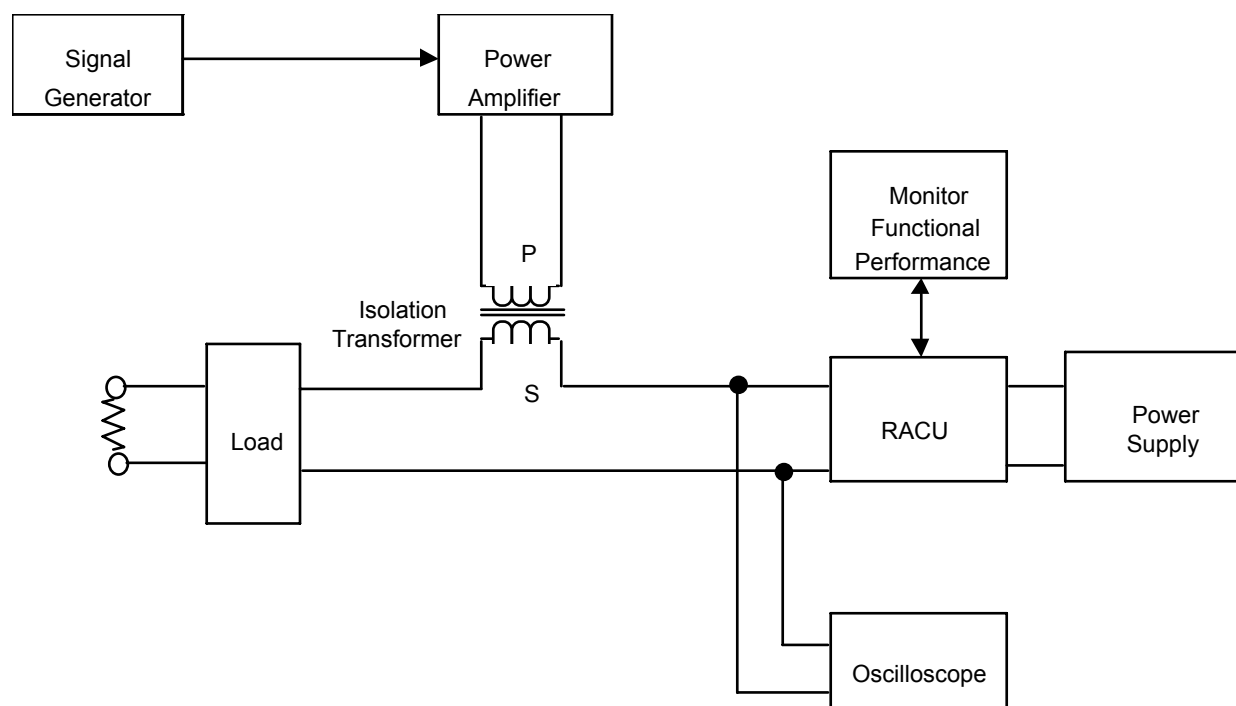 Signal
Generator
Power
Amplifier
Monitor
Functional
Performance
P
Isolation
Transformer
S
Load
RACU
Power
Supply
Oscilloscope